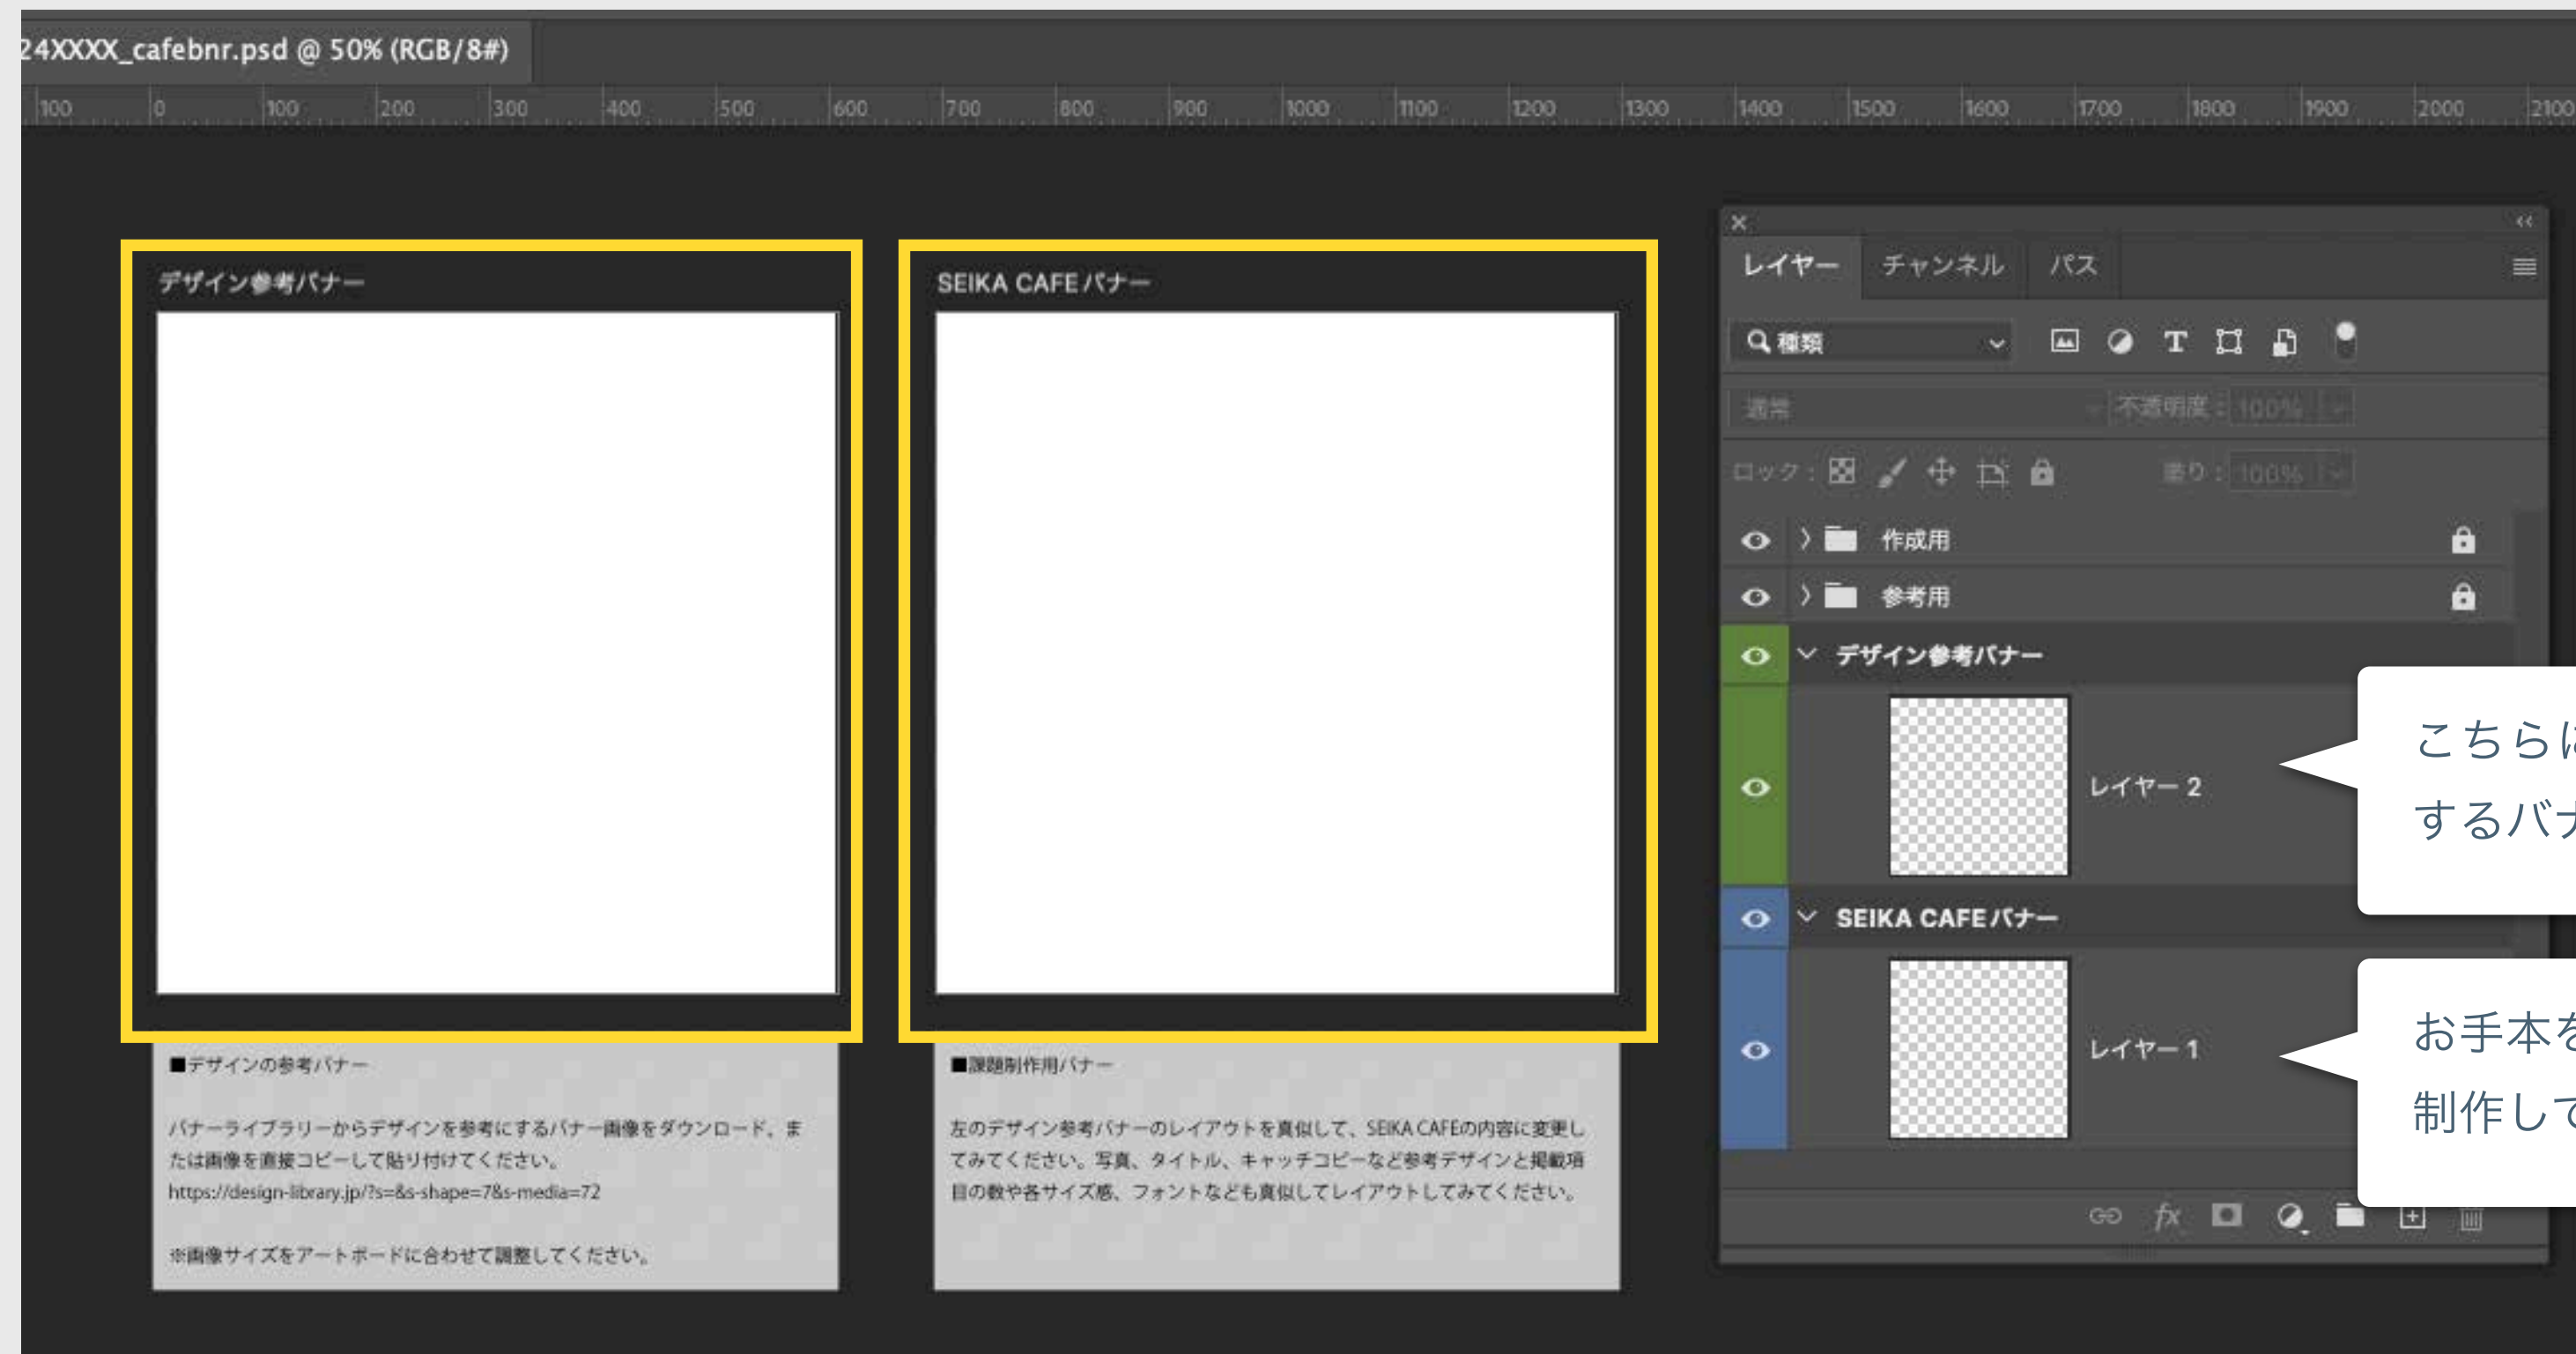 24XXXX_cafebnr.psd @ 50% (RGB/8#)
100 0 100 200 300 400 500 600 700 800 900 1000 1100 1200 1300 1400 1500 1600 1700 1800 1900 2000 2100
デザイン参考バナー
SEIKA CAFEバナー
■デザインの参考バナー
バナーライブラリーからデザインを参考にするバナー画像をダウンロード、ま
たは画像を直接コピーして貼り付けてください。
https://design-library.jp/?s=&s-shape=7&s-media=72
※画像サイズをアートボードに合わせて調整してください。
■課題制作用バナー
左のデザイン参考バナーのレイアウトを真似して、SEIKA CAFEの内容に変更し
てみてください。写真、タイトル、キャッチコピーなど参考デザインと掲載項
目の数や各サイズ感、フォントなども真似してレイアウトしてみてください。
レイヤー チャンネル パス
種類
通常 不透明度 : 100%
ロック : 塗り : 100%
作成用
参考用
デザイン参考バナー
レイヤー 2
SEIKA CAFEバナー
レイヤー 1
fx
こちらに
するバナ
お手本を
制作して